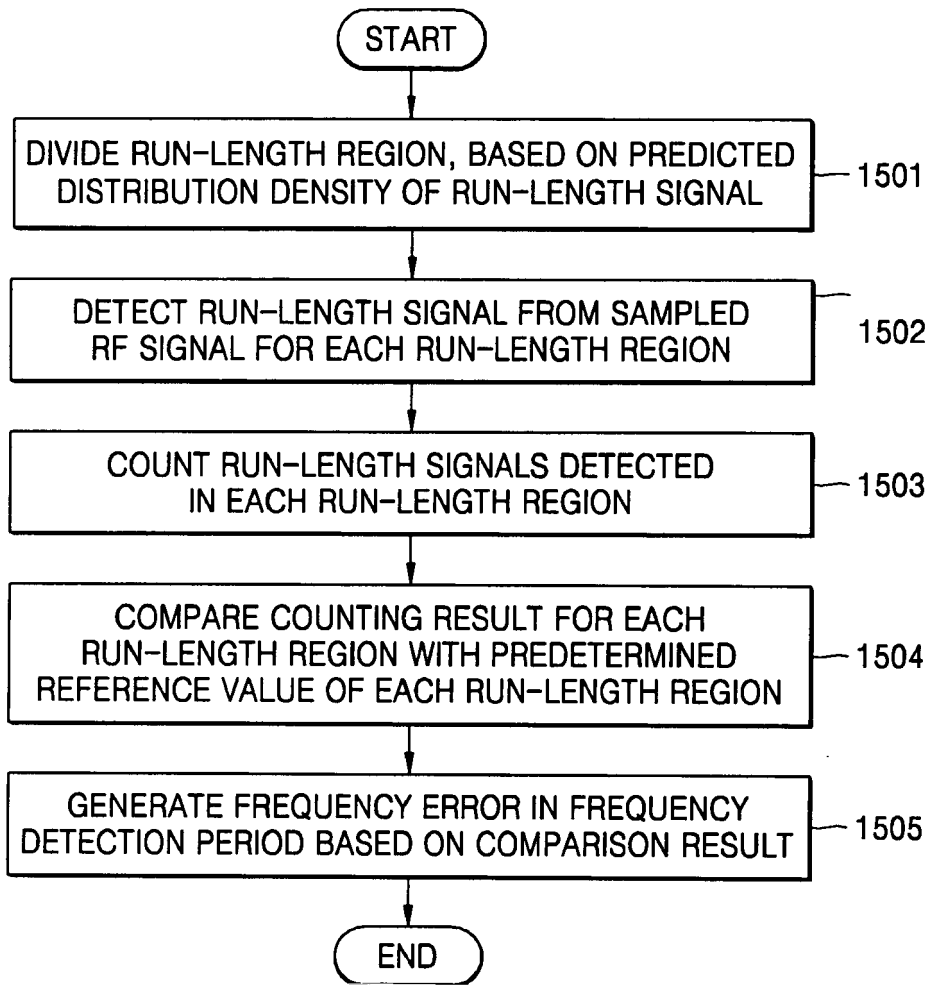 START
DIVIDE RUN-LENGTH REGION, BASED ON PREDICTED
DISTRIBUTION DENSITY OF RUN-LENGTH SIGNAL
1501
DETECT RUN-LENGTH SIGNAL FROM SAMPLED
RF SIGNAL FOR EACH RUN-LENGTH REGION
1502
COUNT RUN-LENGTH SIGNALS DETECTED
IN EACH RUN-LENGTH REGION
1503
COMPARE COUNTING RESULT FOR EACH
RUN-LENGTH REGION WITH PREDETERMINED
REFERENCE VALUE OF EACH RUN-LENGTH REGION
1504
GENERATE FREQUENCY ERROR IN FREQUENCY
DETECTION PERIOD BASED ON COMPARISON RESULT
1505
END